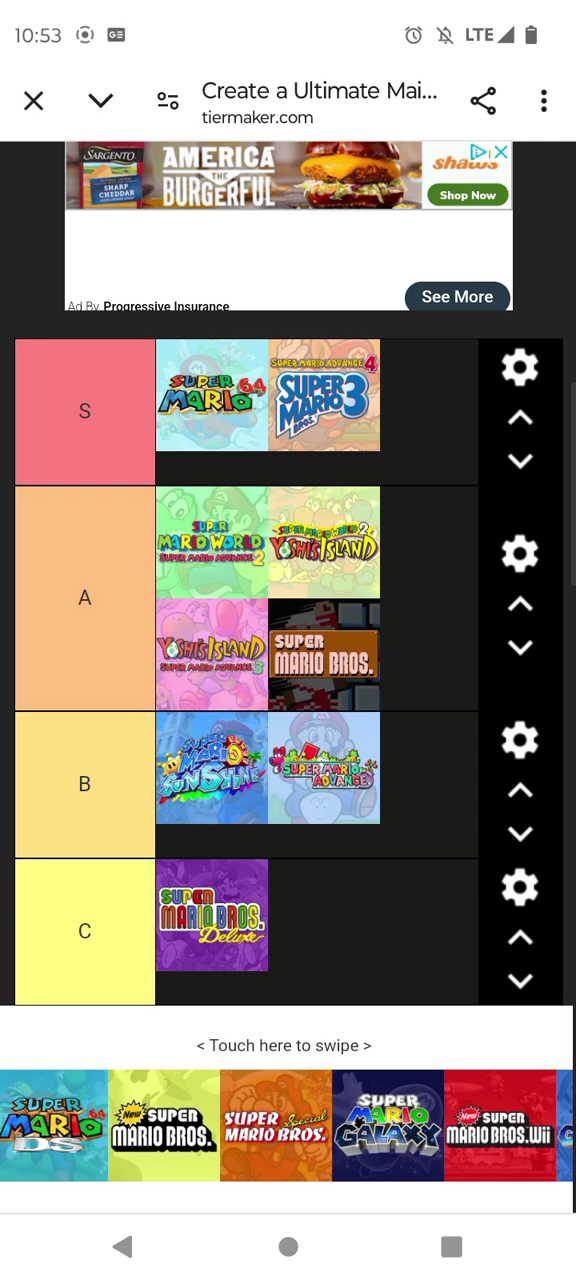 10:53
GE
LTE
Create a Ultimate Mai...
tiermaker.com
SARGENTO
SHARP
CHEDDAR
AMERICA
THE
BURGERFUL
shaws
Shop Now
See More
Ad By Progressive Insurance
S
SUPER
MARIO 64
SUPER MARIO ADVANCE 4
SUPER
MARIO 3
BROS.
A
SUPER
MARIO WORLD
SUPER MARIO ADVANCE 2
SUPER MARIO WORLD 2
YOSHI'S ISLAND
YOSHI'S ISLAND
SUPER MARIO ADVANCE 3
SUPER
MARIO BROS.
B
SUPER
MARIO
SUNSHINE
SUPER MARIO
ADVANCE
C
SUPER
MARIO BROS.
Deluxe
< Touch here to swipe >
SUPER
MARIO 64
DS
New SUPER
MARIO BROS.
SUPER Special
MARIO BROS.
SUPER
MARIO
GALAXY
New SUPER
MARIO BROS. Wii